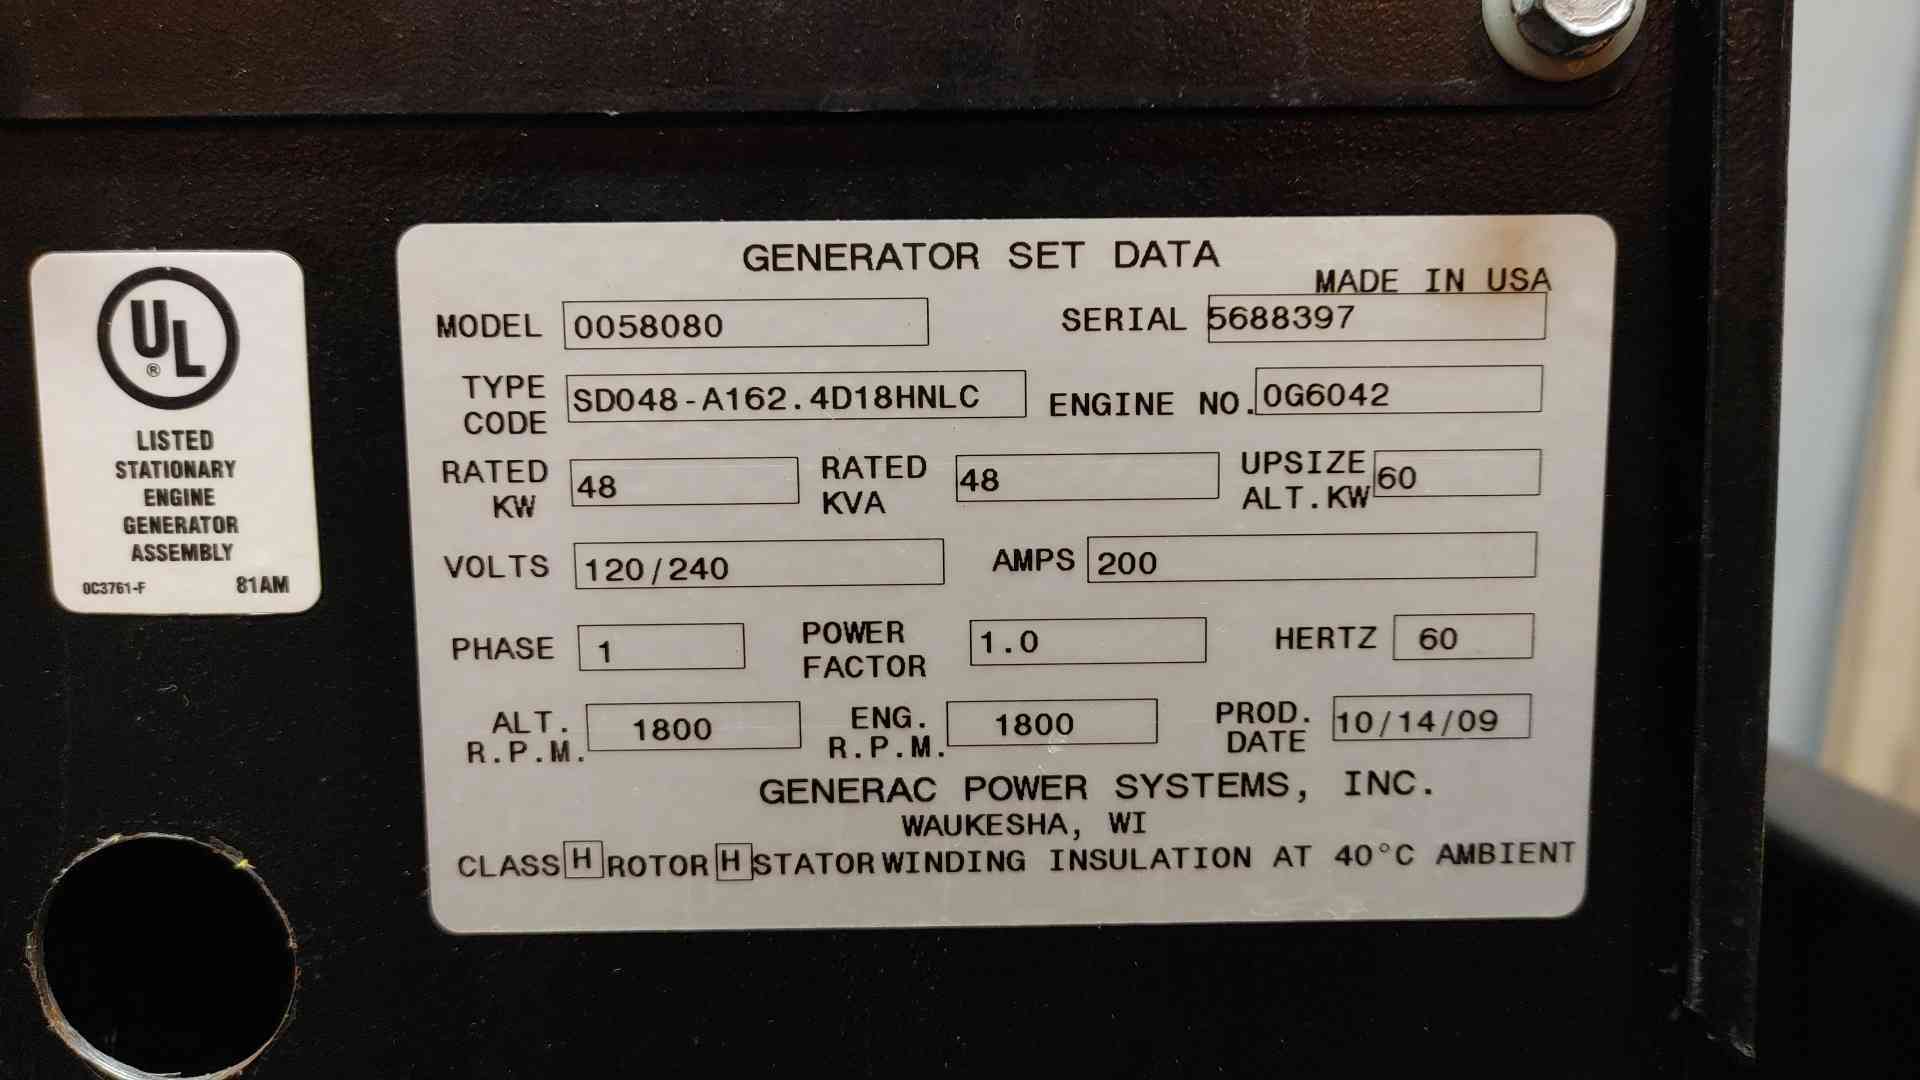 UL
®
LISTED
STATIONARY
ENGINE
GENERATOR
ASSEMBLY
0C3761-F 81AM
GENERATOR SET DATA
MADE IN USA
MODEL 0058080 SERIAL 5688397
TYPE CODE SD048-A162.4D18HNLC ENGINE NO. 0G6042
RATED KW 48 RATED KVA 48 UPSIZE ALT.KW 60
VOLTS 120/240 AMPS 200
PHASE 1 POWER FACTOR 1.0 HERTZ 60
ALT. R.P.M. 1800 ENG. R.P.M. 1800 PROD. DATE 10/14/09
GENERAC POWER SYSTEMS, INC.
WAUKESHA, WI
CLASS H ROTOR H STATOR WINDING INSULATION AT 40°C AMBIENT